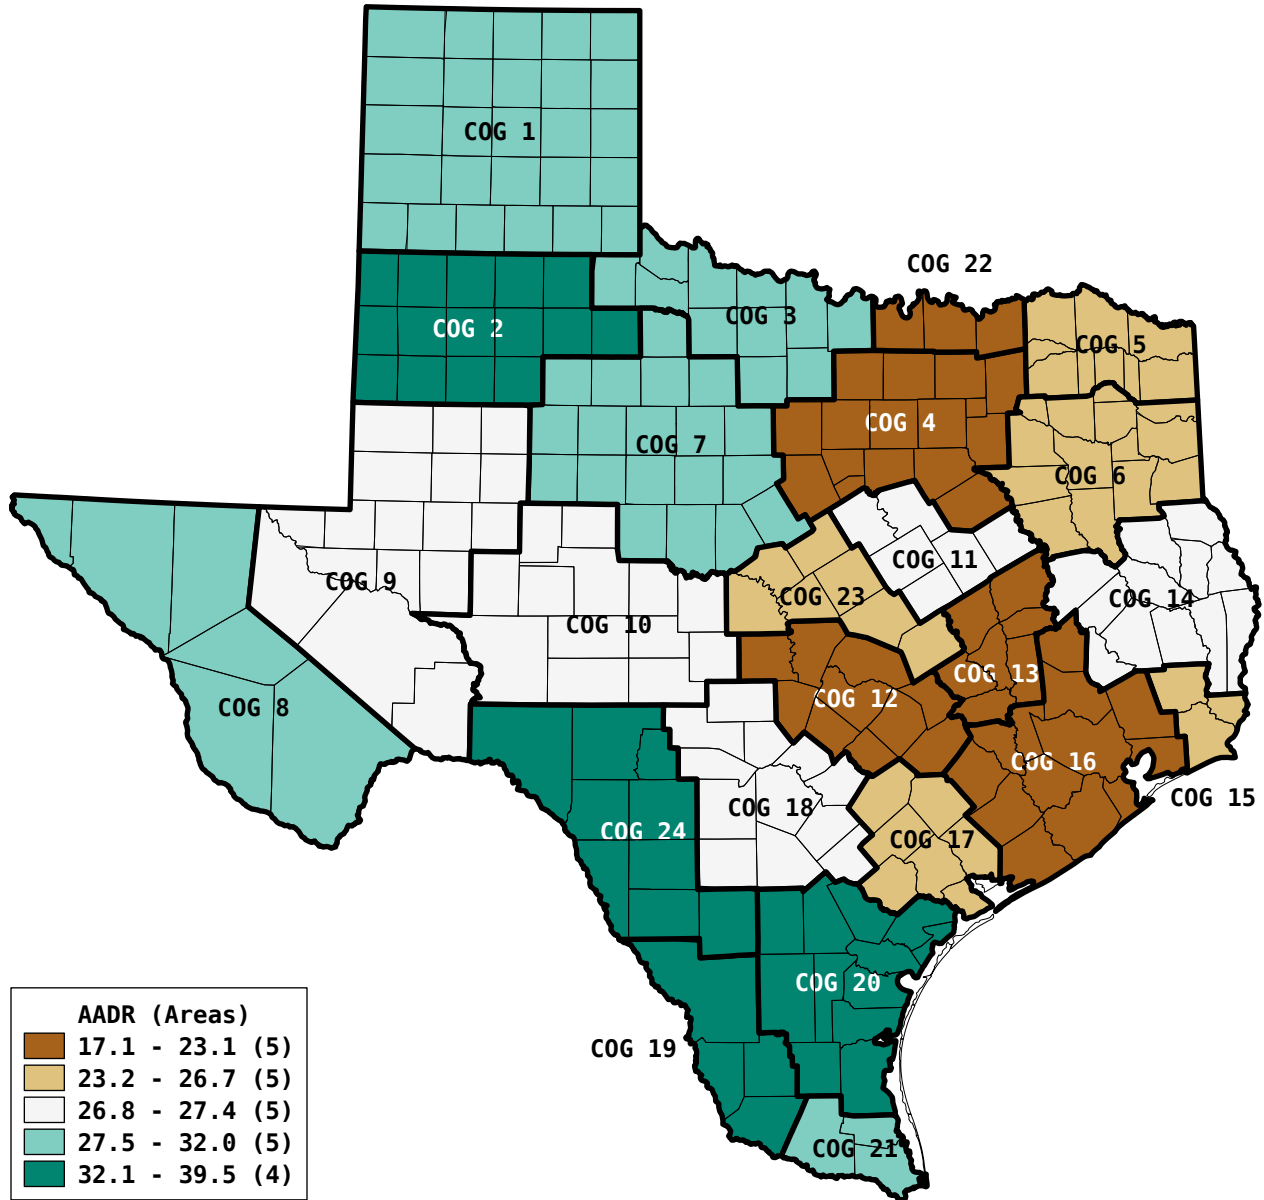 COG 1
COG 22
COG 3
COG 2
COG 5
COG 4
COG 7
COG 6
COG 11
COG 9
COG 23
COG 14
COG 10
COG 13
COG 8
COG 12
COG 16
COG 15
COG 18
COG 24
COG 17
COG 20
COG 19
COG 21
AADR (Areas)
17.1 - 23.1 (5)
23.2 - 26.7 (5)
26.8 - 27.4 (5)
27.5 - 32.0 (5)
32.1 - 39.5 (4)